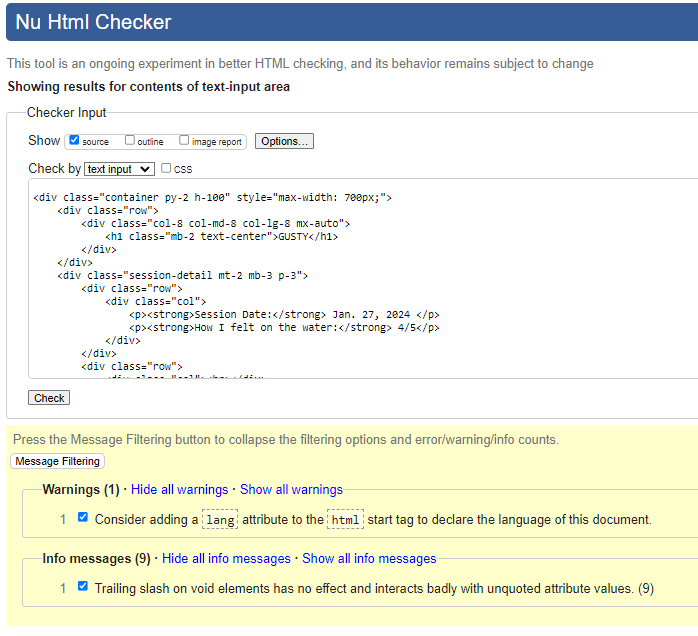 Nu Html Checker
This tool is an ongoing experiment in better HTML checking, and its behavior remains subject to change
Showing results for contents of text-input area
Checker Input
Show source outline image report Options...
Check by text input CSS
<div class="container py-2 h-100" style="max-width: 700px;">
<div class="row">
<div class="col-8 col-md-8 col-lg-8 mx-auto">
<h1 class="mb-2 text-center">GUSTY</h1>
</div>
</div>
<div class="session-detail mt-2 mb-3 p-3">
<div class="row">
<div class="col">
<p><strong>Session Date:</strong> Jan. 27, 2024 </p>
<p><strong>How I felt on the water:</strong> 4/5</p>
</div>
</div>
<div class="row">
Check
Press the Message Filtering button to collapse the filtering options and error/warning/info counts.
Message Filtering
Warnings (1) · Hide all warnings · Show all warnings
1 Consider adding a lang attribute to the html start tag to declare the language of this document.
Info messages (9) · Hide all info messages · Show all info messages
1 Trailing slash on void elements has no effect and interacts badly with unquoted attribute values. (9)